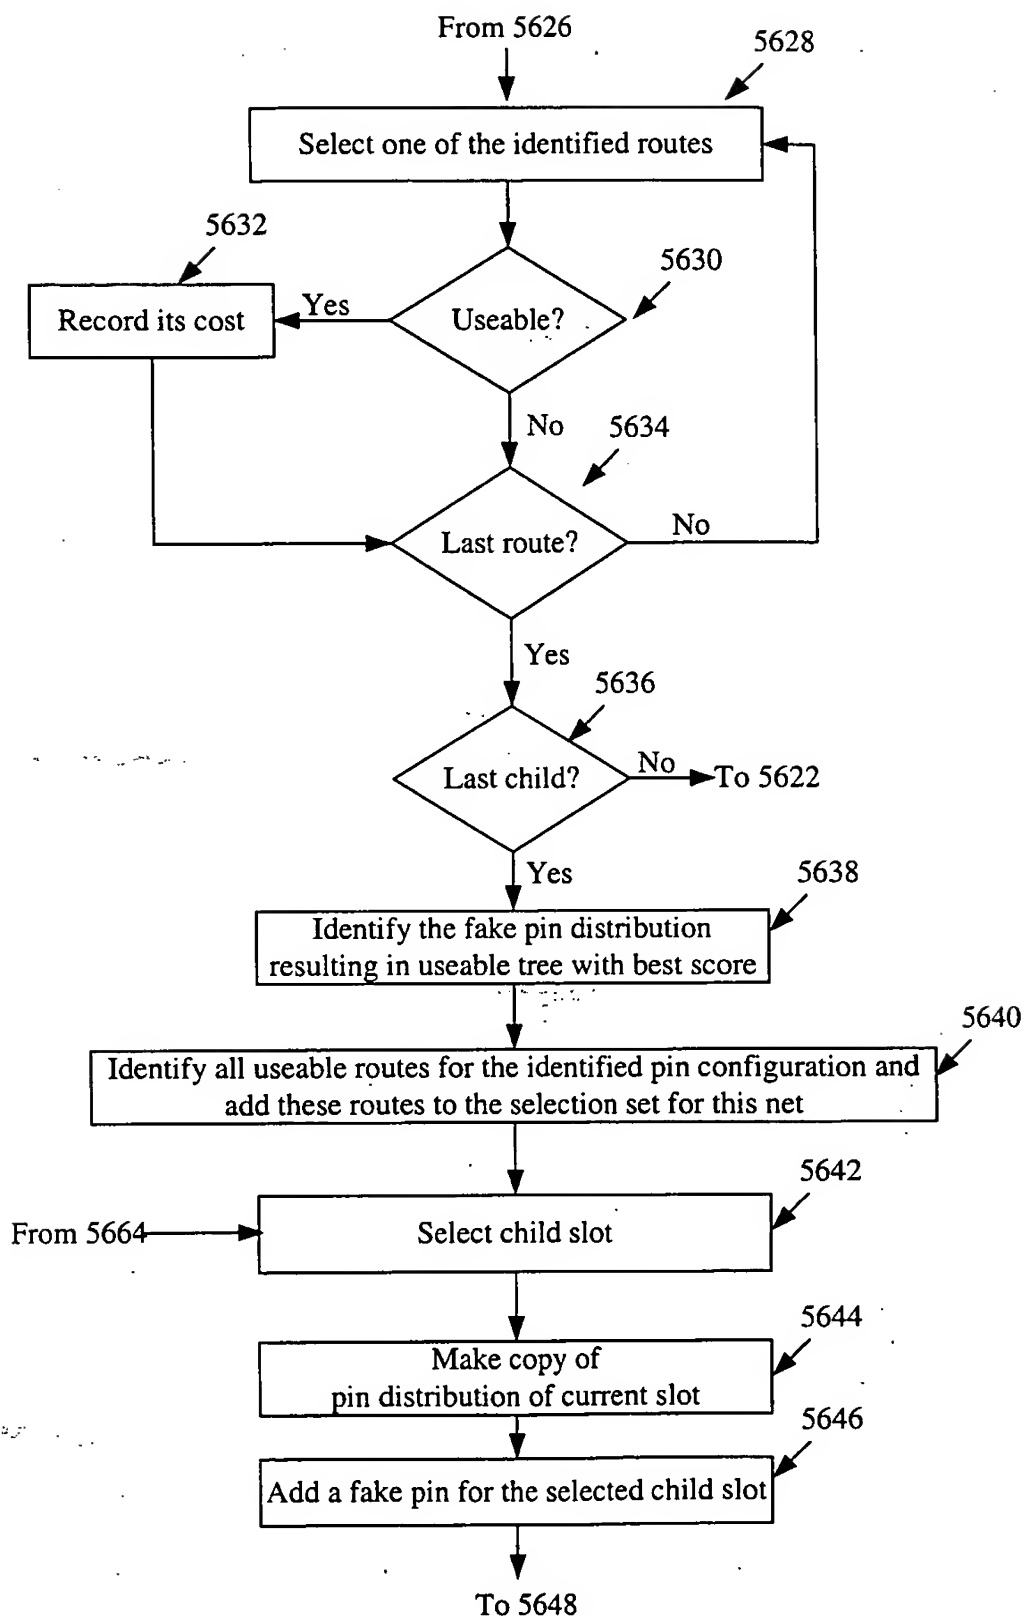 From 5626
5628
Select one of the identified routes
5632
5630
Record its cost
Yes
Useable?
No
5634
Last route?
No
Yes
5636
Last child?
No
To 5622
Yes
5638
Identify the fake pin distribution
resulting in useable tree with best score
5640
Identify all useable routes for the identified pin configuration and
add these routes to the selection set for this net
5642
From 5664
Select child slot
5644
Make copy of
pin distribution of current slot
5646
Add a fake pin for the selected child slot
To 5648